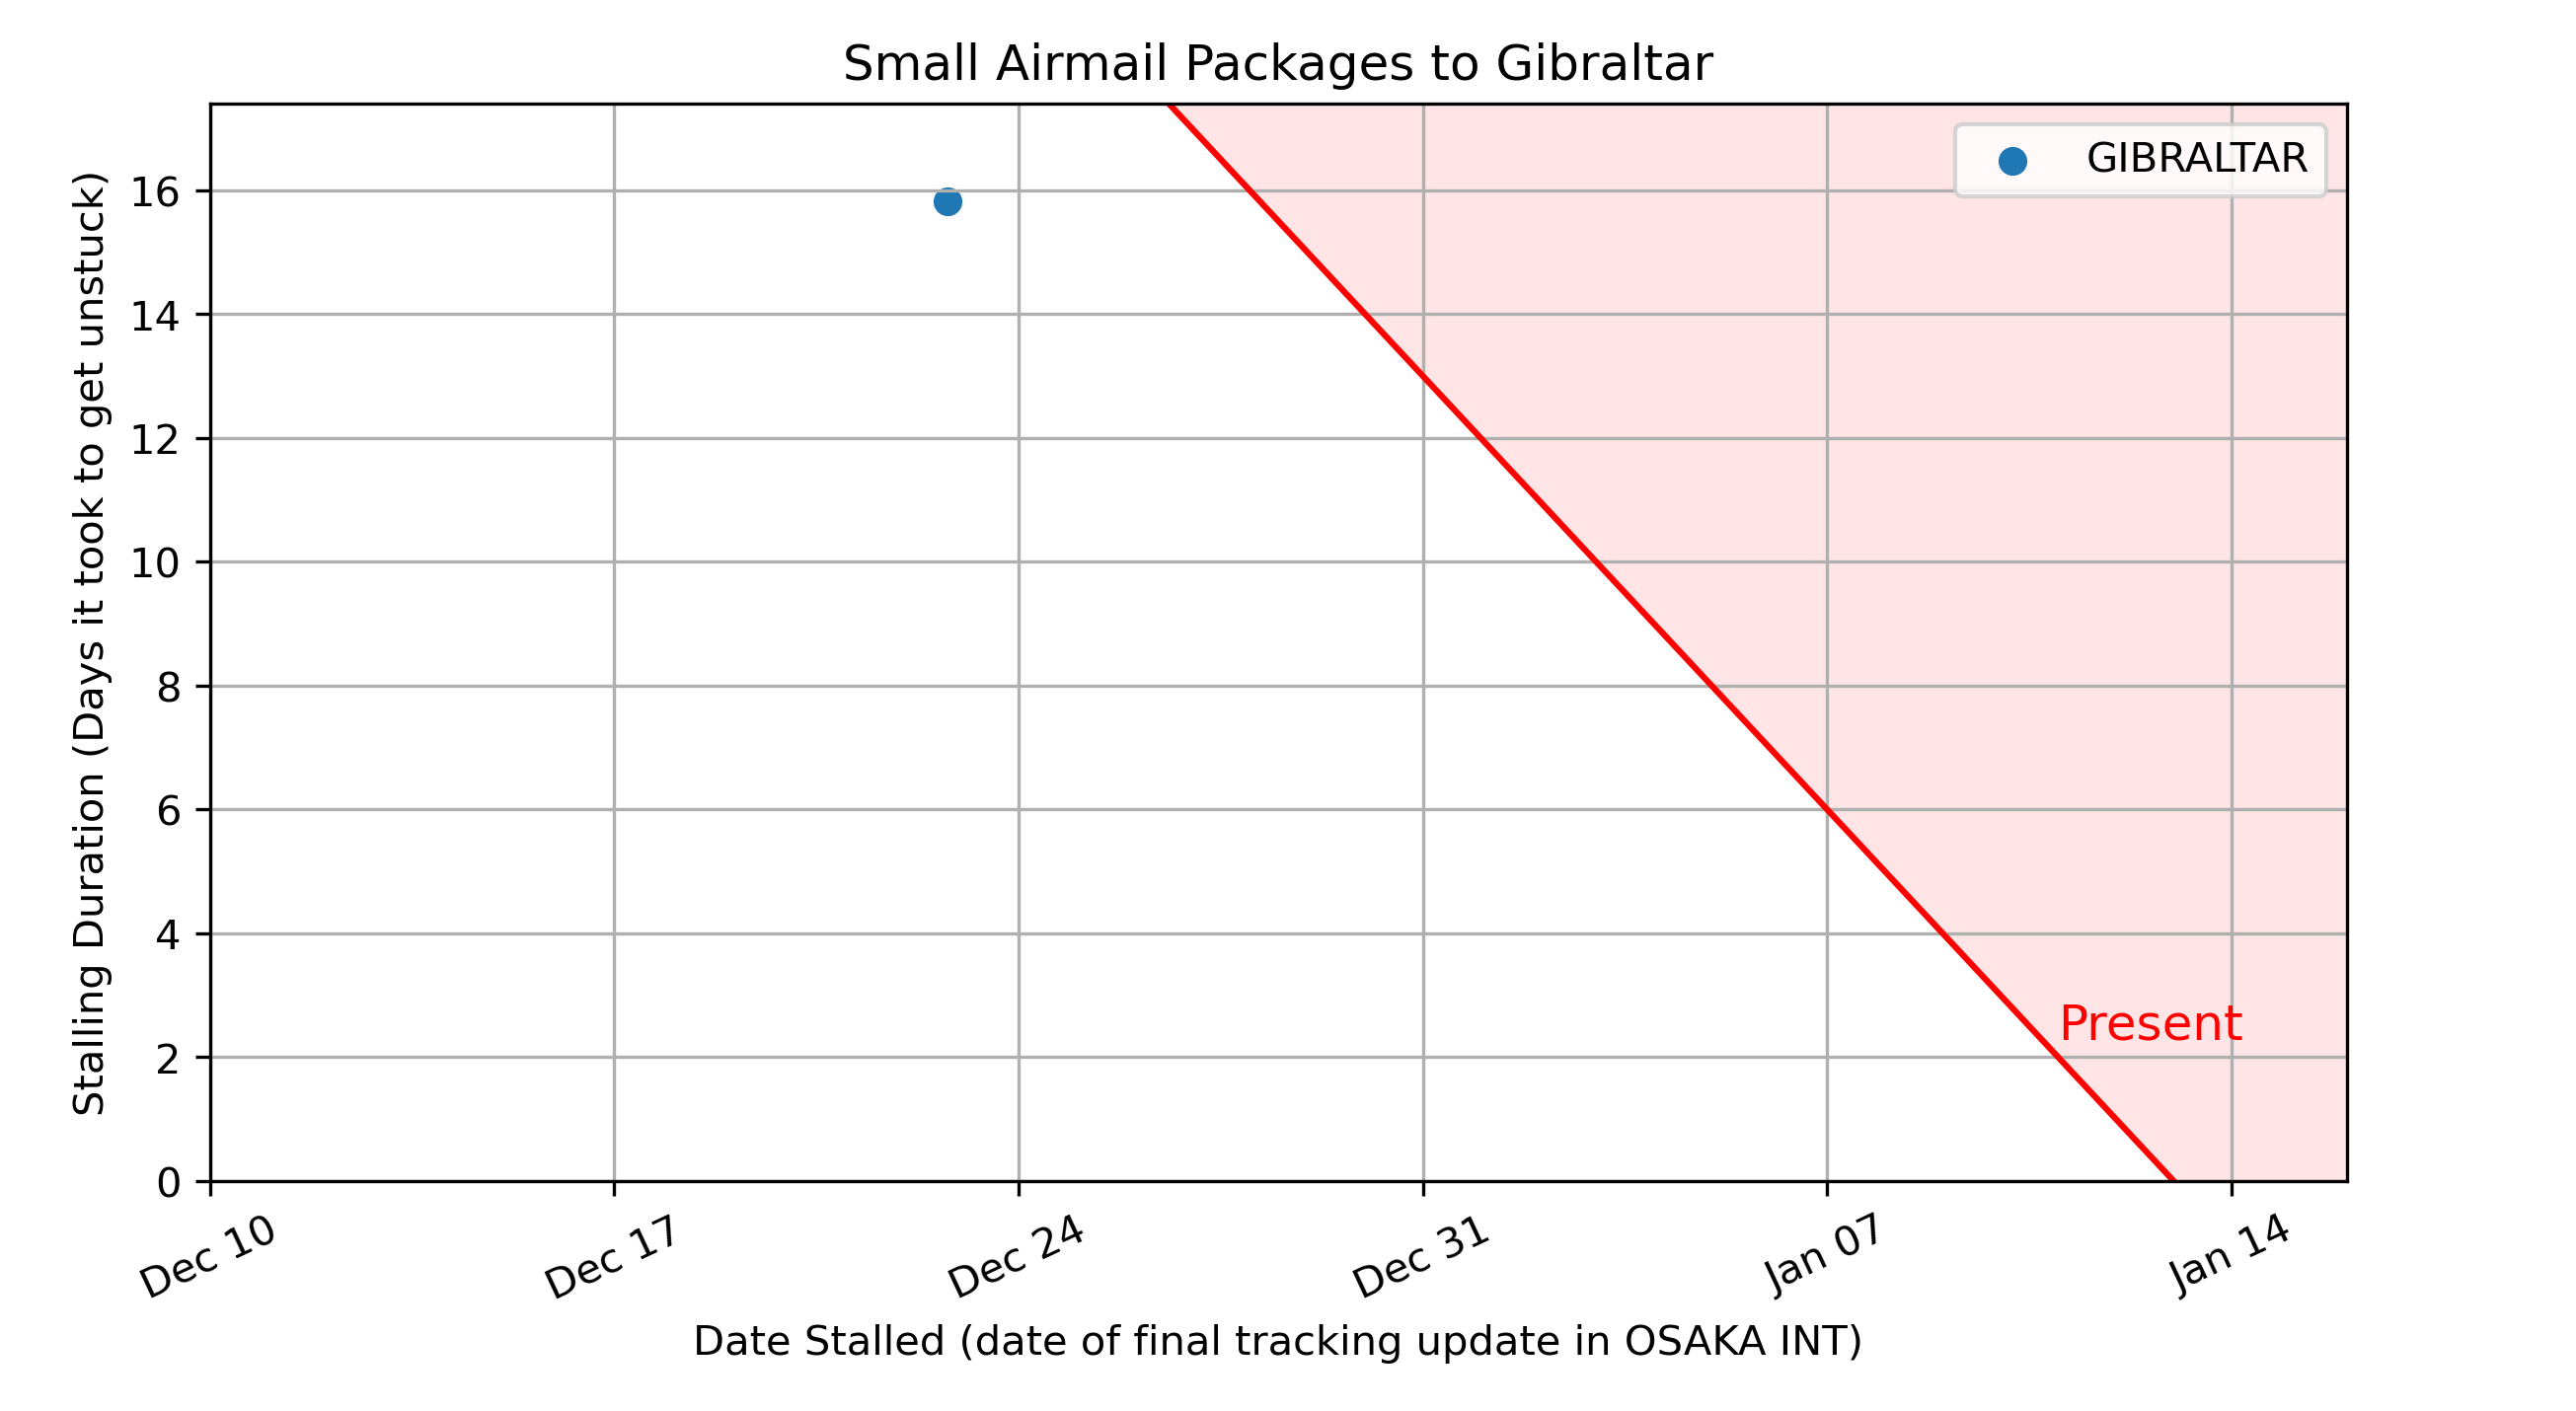 Small Airmail Packages to Gibraltar
GIBRALTAR
Stalling Duration (Days it took to get unstuck)
16
14
12
10
8
6
4
2
0
Present
Dec 10
Dec 17
Dec 24
Dec 31
Jan 07
Jan 14
Date Stalled (date of final tracking update in OSAKA INT)